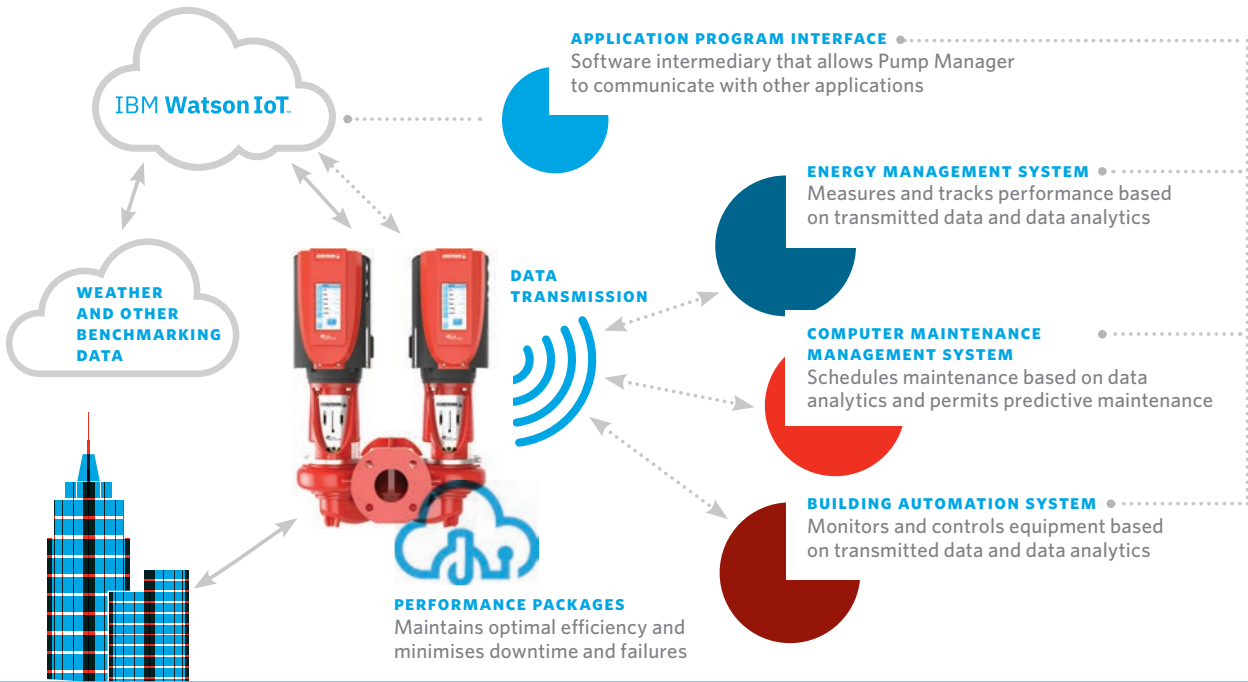 IBM Watson IoT™
APPLICATION PROGRAM INTERFACE
Software intermediary that allows Pump Manager
to communicate with other applications
ENERGY MANAGEMENT SYSTEM
Measures and tracks performance based
on transmitted data and data analytics
WEATHER
AND OTHER
BENCHMARKING
DATA
DATA
TRANSMISSION
COMPUTER MAINTENANCE
MANAGEMENT SYSTEM
Schedules maintenance based on data
analytics and permits predictive maintenance
BUILDING AUTOMATION SYSTEM
Monitors and controls equipment based
on transmitted data and data analytics
PERFORMANCE PACKAGES
Maintains optimal efficiency and
minimises downtime and failures